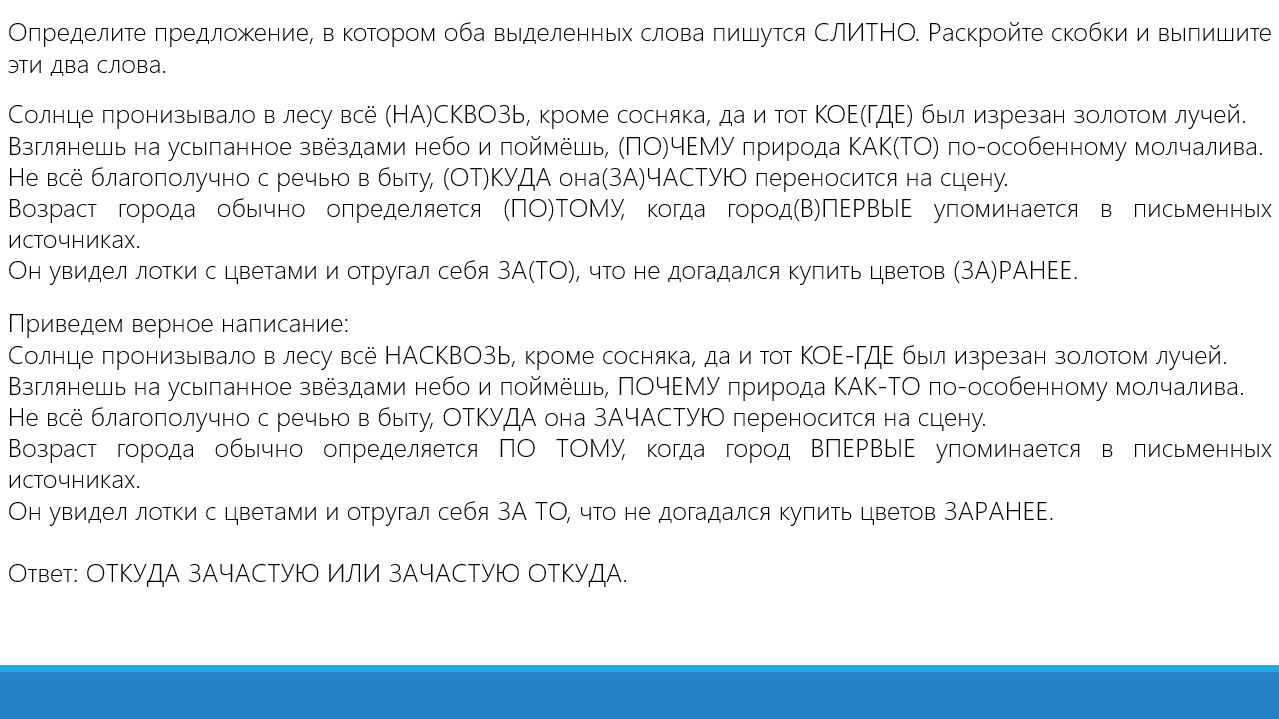 Определите предложение, в котором оба выделенных слова пишутся СЛИТНО. Раскройте скобки и выпишите
эти два слова.
Солнце пронизывало в лесу всё (НА)СКВОЗЬ, кроме сосняка, да и тот КОЕ(ГДЕ) был изрезан золотом лучей.
Взглянешь на усыпанное звёздами небо и поймёшь, (ПО)ЧЕМУ природа КАК(ТО) по-особенному молчалива.
Не всё благополучно с речью в быту, (ОТ)КУДА она(ЗА)ЧАСТУЮ переносится на сцену.
Возраст города обычно определяется (ПО)ТОМУ, когда город(В)ПЕРВЫЕ упоминается в письменных
источниках.
Он увидел лотки с цветами и отругал себя ЗА(ТО), что не догадался купить цветов (ЗА)РАНЕЕ.
Приведем верное написание:
Солнце пронизывало в лесу всё НАСКВОЗЬ, кроме сосняка, да и тот КОЕ-ГДЕ был изрезан золотом лучей.
Взглянешь на усыпанное звёздами небо и поймёшь, ПОЧЕМУ природа КАК-ТО по-особенному молчалива.
Не всё благополучно с речью в быту, ОТКУДА она ЗАЧАСТУЮ переносится на сцену.
Возраст города обычно определяется ПО ТОМУ, когда город ВПЕРВЫЕ упоминается в письменных
источниках.
Он увидел лотки с цветами и отругал себя ЗА ТО, что не догадался купить цветов ЗАРАНЕЕ.
Ответ: ОТКУДА ЗАЧАСТУЮ ИЛИ ЗАЧАСТУЮ ОТКУДА.